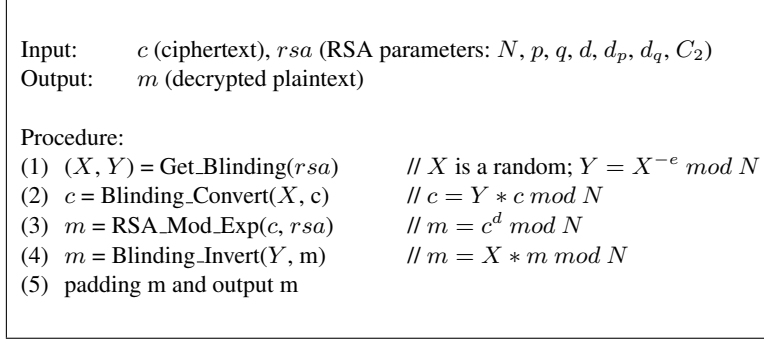 Input: c (ciphertext), rsa (RSA parameters: N, p, q, d, d_p, d_q, C_2)
Output: m (decrypted plaintext)
Procedure:
(1) (X, Y) = Get_Blinding(rsa) // X is a random; Y = X^{-e} mod N
(2) c = Blinding_Convert(X, c) // c = Y * c mod N
(3) m = RSA_Mod_Exp(c, rsa) // m = c^d mod N
(4) m = Blinding_Invert(Y, m) // m = X * m mod N
(5) padding m and output m